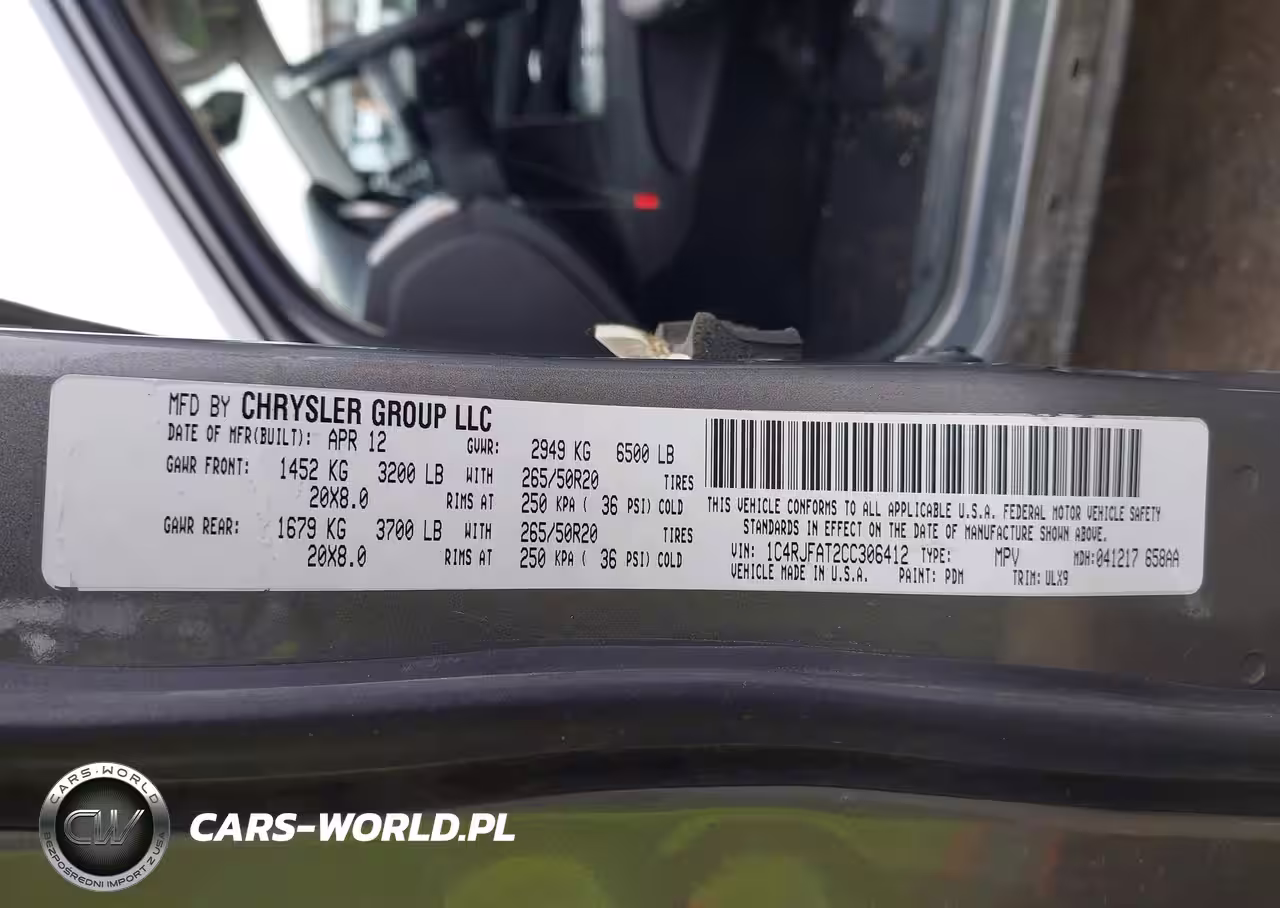 MFD BY CHRYSLER GROUP LLC
DATE OF MFR(BUILT): APR 12 GVWR: 2949 KG 6500 LB
GAWR FRONT: 1452 KG 3200 LB WITH 265/50R20 TIRES
20X8.0 RIMS AT 250 KPA ( 36 PSI) COLD
GAWR REAR: 1679 KG 3700 LB WITH 265/50R20 TIRES
20X8.0 RIMS AT 250 KPA ( 36 PSI) COLD
THIS VEHICLE CONFORMS TO ALL APPLICABLE U.S.A. FEDERAL MOTOR VEHICLE SAFETY
STANDARDS IN EFFECT ON THE DATE OF MANUFACTURE SHOWN ABOVE.
VIN: 1C4RJFAT2CC306412 TYPE: MPV MDH:041217 658AA
VEHICLE MADE IN U.S.A. PAINT: PDM TRIM: ULX9
CARS-WORLD
CW
BEZPOŚREDNI IMPORT Z USA
CARS-WORLD.PL